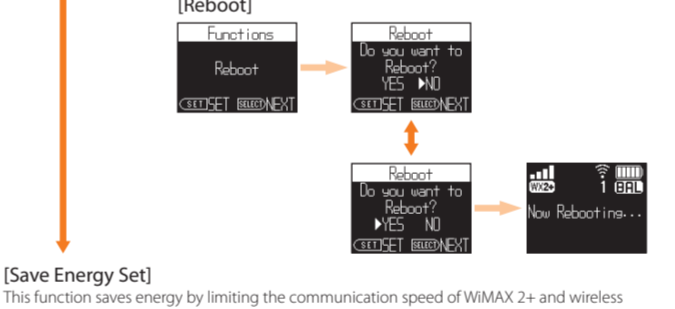 [Reboot]
Functions
Reboot
SET SET SELECT NEXT
Reboot
Do you want to
Reboot?
YES ▶NO
SET SET SELECT NEXT
Reboot
Do you want to
Reboot?
▶YES NO
SET SET SELECT NEXT
WX2+ 1 BAL
Now Rebooting...
[Save Energy Set]
This function saves energy by limiting the communication speed of WiMAX 2+ and wireless